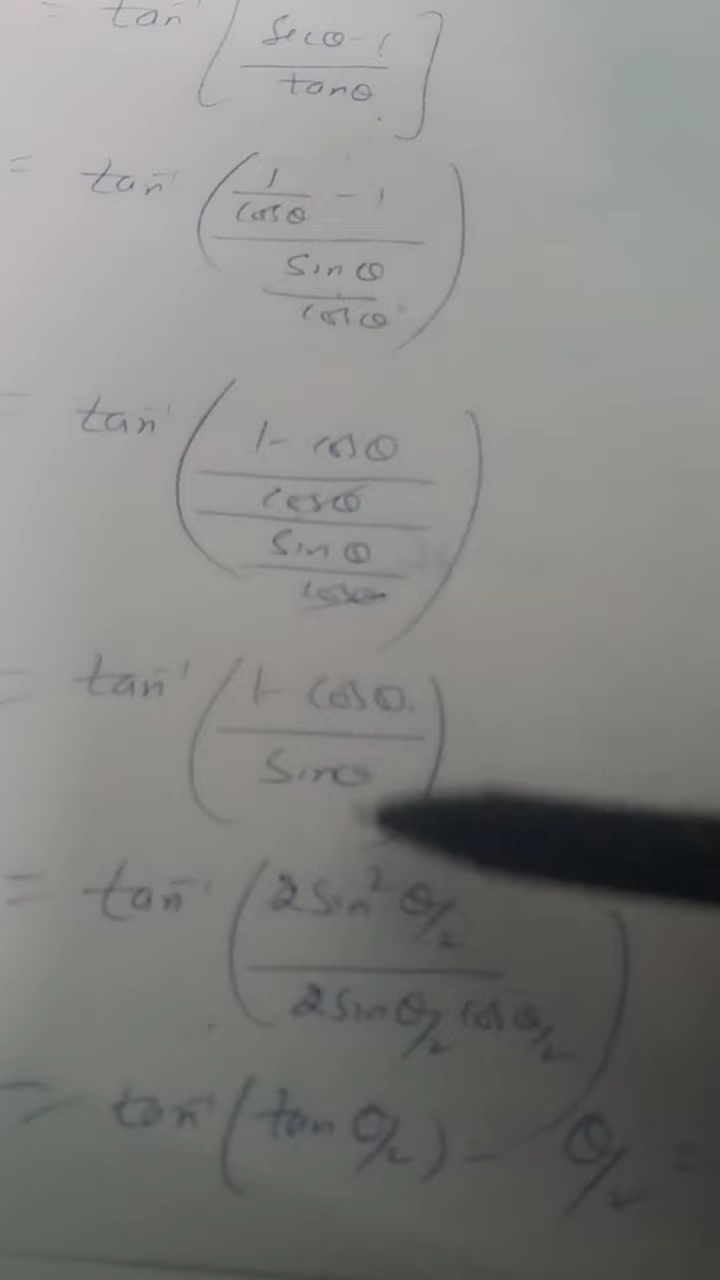 = tan⁻¹ [ secθ-1 / tanθ ]
= tan⁻¹ ( 1/cosθ - 1 / sinθ/cosθ )
= tan⁻¹ ( 1 - cosθ / cosθ / sinθ / cosθ )
= tan⁻¹ ( 1 - cosθ / sinθ )
= tan⁻¹ ( 2sin²θ/2 / 2sinθ/2 cosθ/2 )
= tan⁻¹ ( tan θ/2 ) = θ/2 =